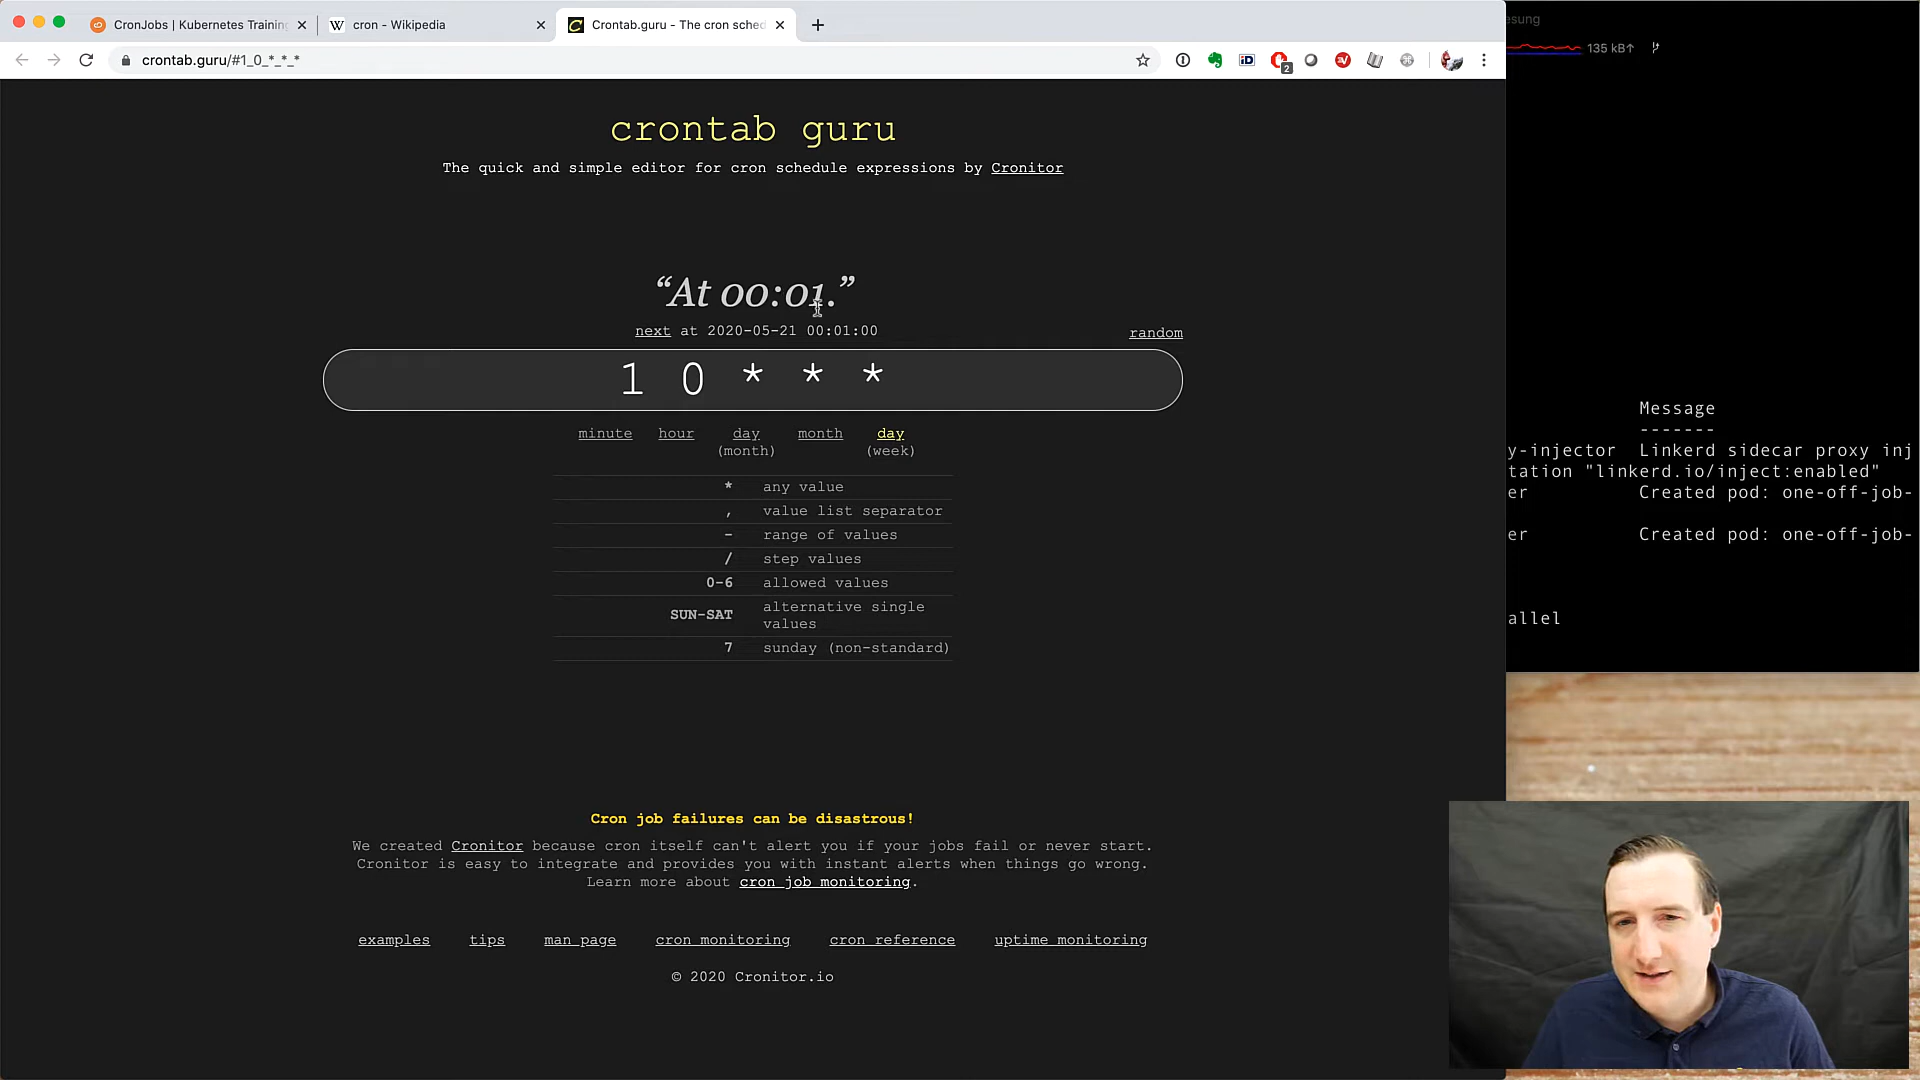 CronJobs | Kubernetes Training
cron - Wikipedia
Crontab.guru - The cron sched
crontab.guru/#1_0_*_*_*
2
esung
135 kB↑
crontab guru
The quick and simple editor for cron schedule expressions by Cronitor
“At 00:01.”
next at 2020-05-21 00:01:00
random
1 0 * * *
minute hour day (month) month day (week)
* any value
, value list separator
- range of values
/ step values
0-6 allowed values
SUN-SAT alternative single
values
7 sunday (non-standard)
Cron job failures can be disastrous!
We created Cronitor because cron itself can't alert you if your jobs fail or never start.
Cronitor is easy to integrate and provides you with instant alerts when things go wrong.
Learn more about cron job monitoring.
examples tips man page cron monitoring cron reference uptime monitoring
© 2020 Cronitor.io
Message
-------
y-injector Linkerd sidecar proxy inj
tation "linkerd.io/inject:enabled"
er Created pod: one-off-job-
er Created pod: one-off-job-
allel